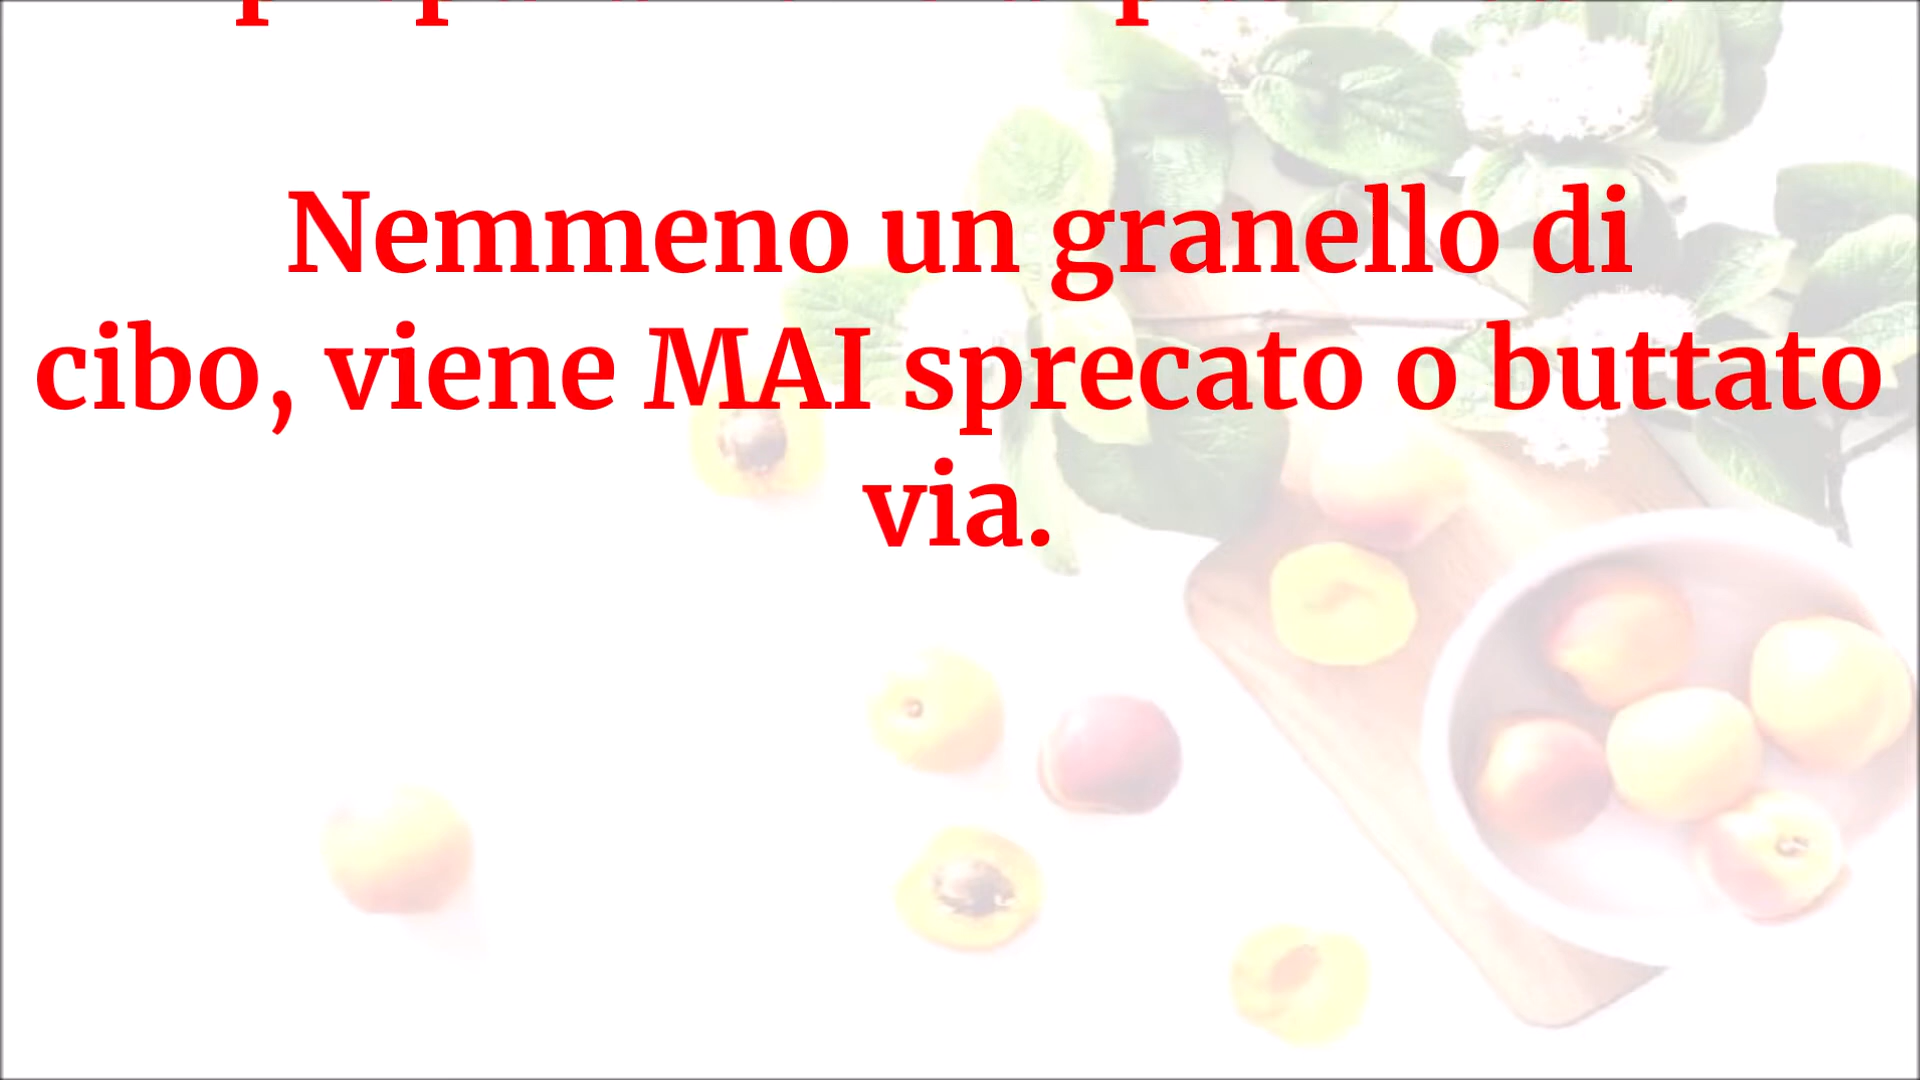 Nemmeno un granello di
cibo, viene MAI sprecato o buttato
via.